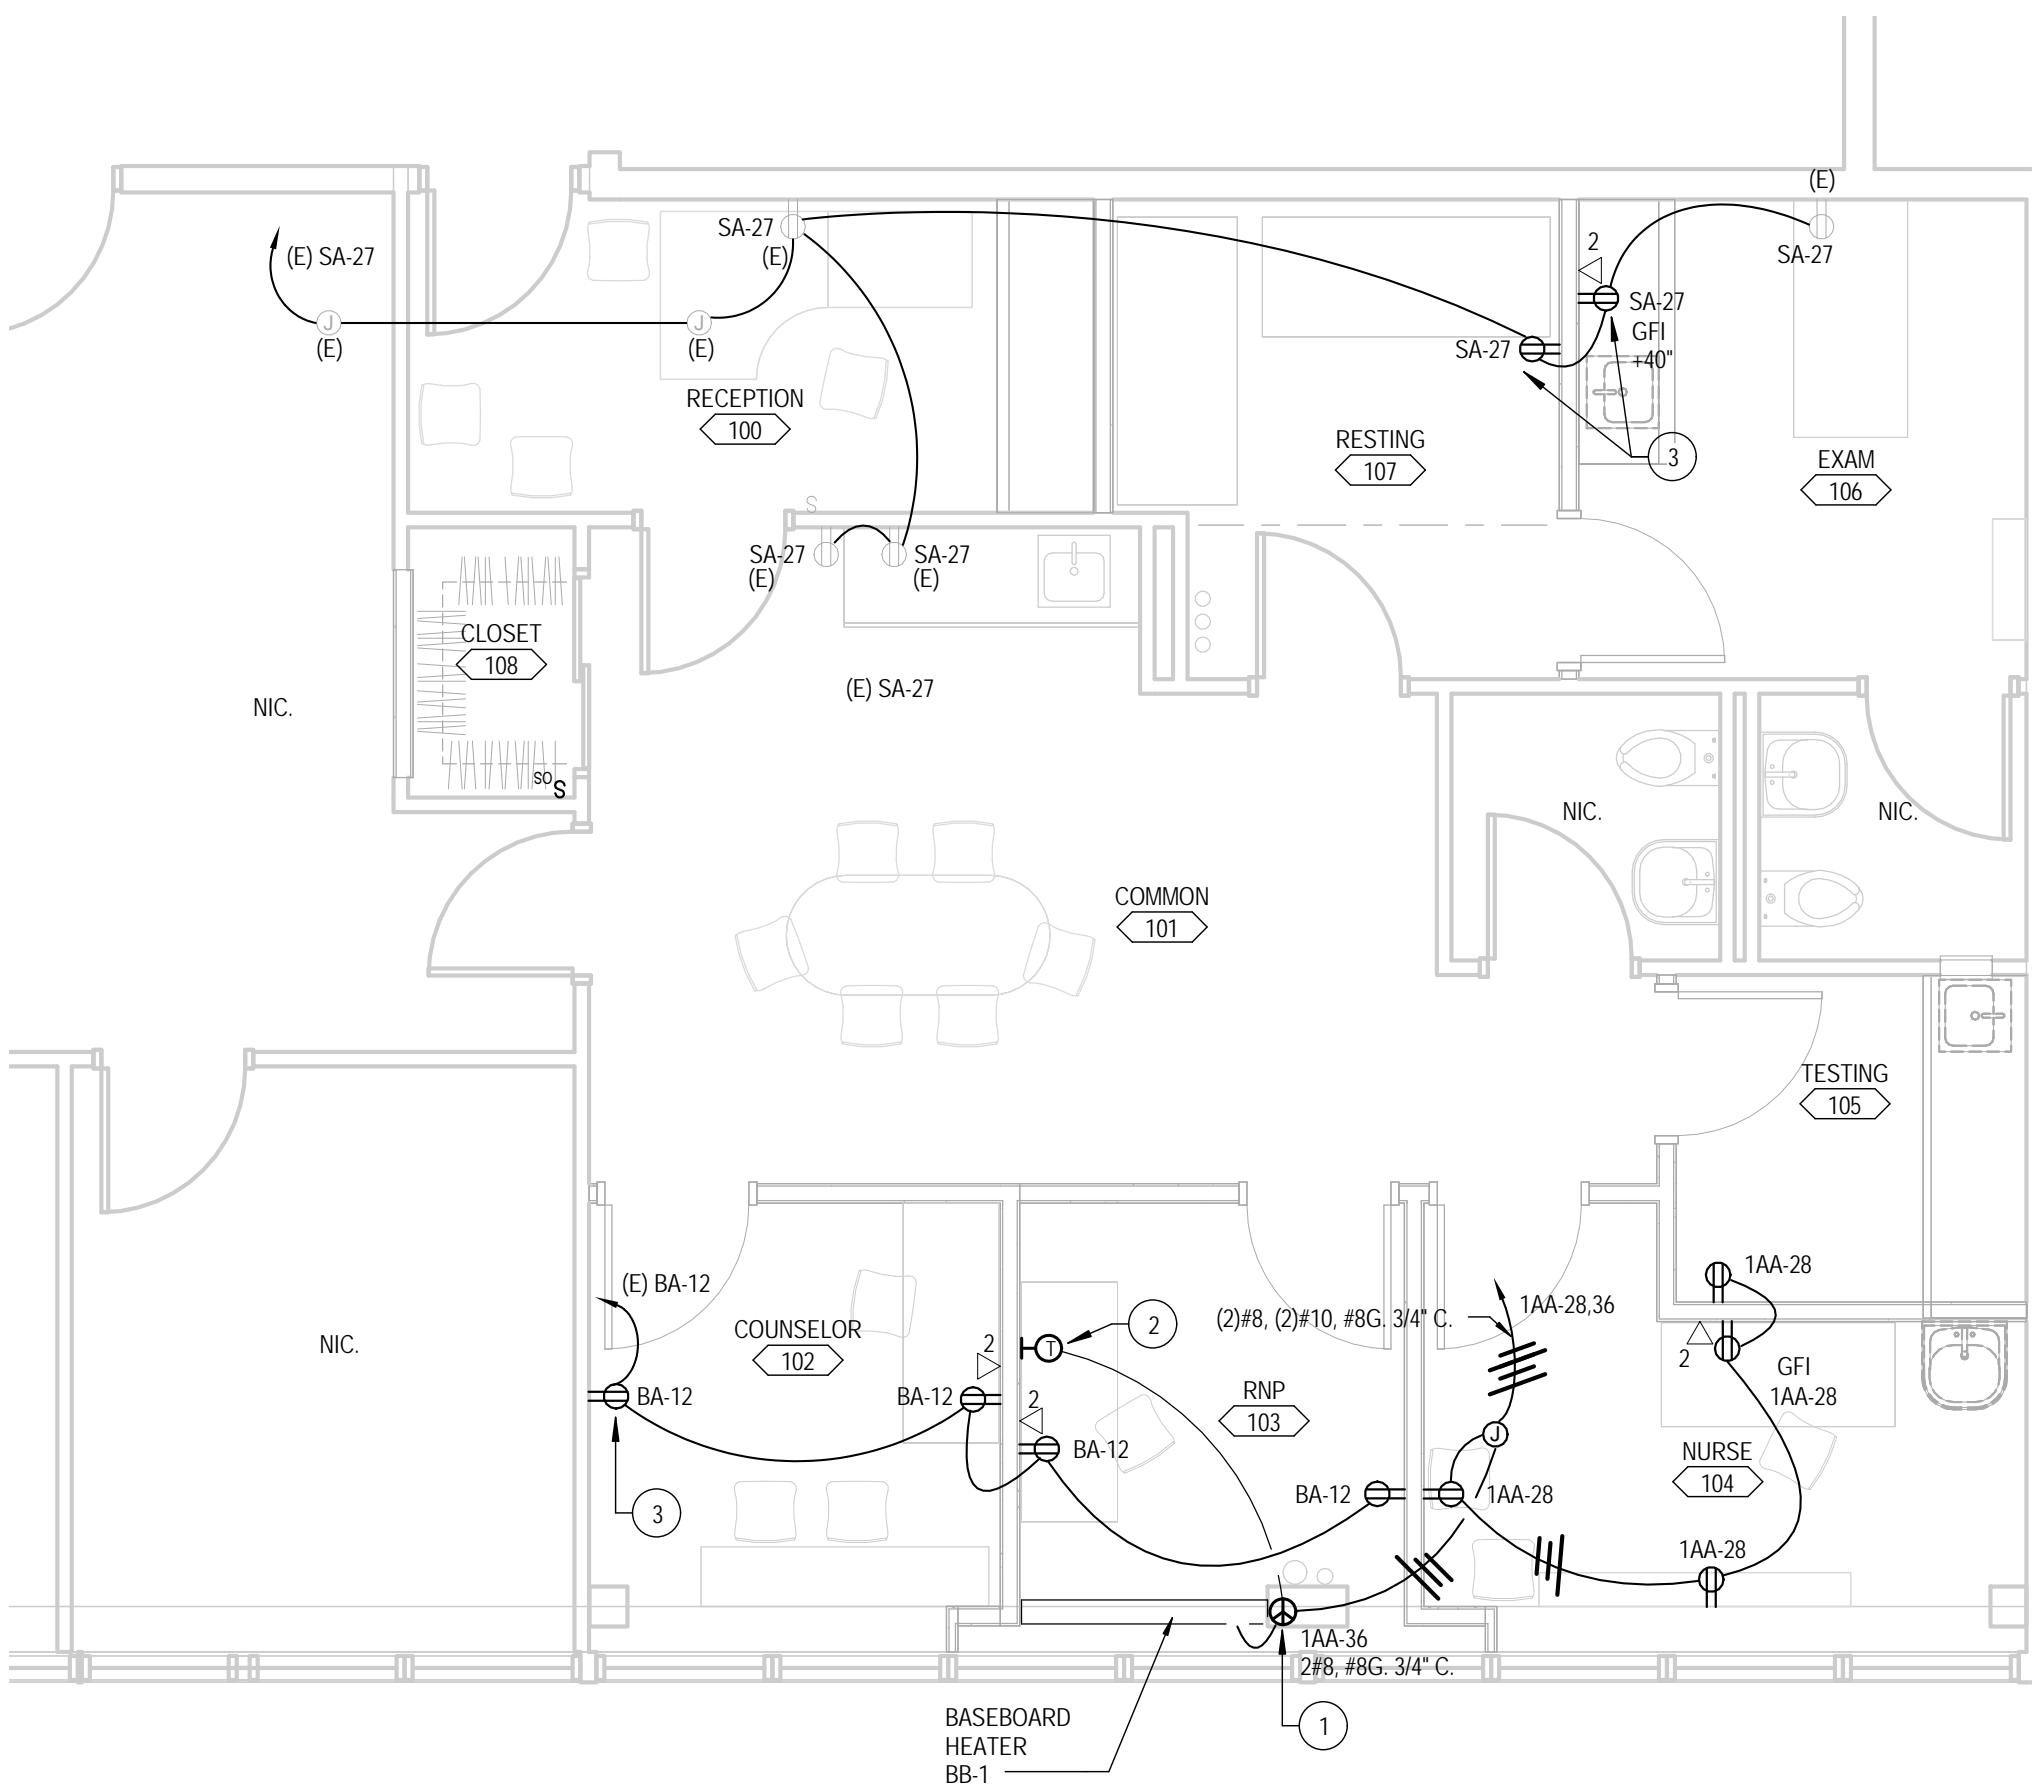 (E)
SA-27
(E)
(E) SA-27
2
SA-27
SA-27
GFI
+40"
J
(E)
J
(E)
SA-27
RECEPTION
100
RESTING
107
3
EXAM
106
S
SA-27
(E)
SA-27
(E)
CLOSET
108
(E) SA-27
NIC.
SO
S
NIC.
NIC.
COMMON
101
TESTING
105
1AA-28
(E) BA-12
(2)#8, (2)#10, #8G. 3/4" C.
1AA-28,36
COUNSELOR
102
2
T
2
NIC.
2
GFI
1AA-28
BA-12
BA-12
2
RNP
103
BA-12
J
NURSE
104
BA-12
1AA-28
3
1AA-28
1AA-36
2#8, #8G. 3/4" C.
1
BASEBOARD
HEATER
BB-1